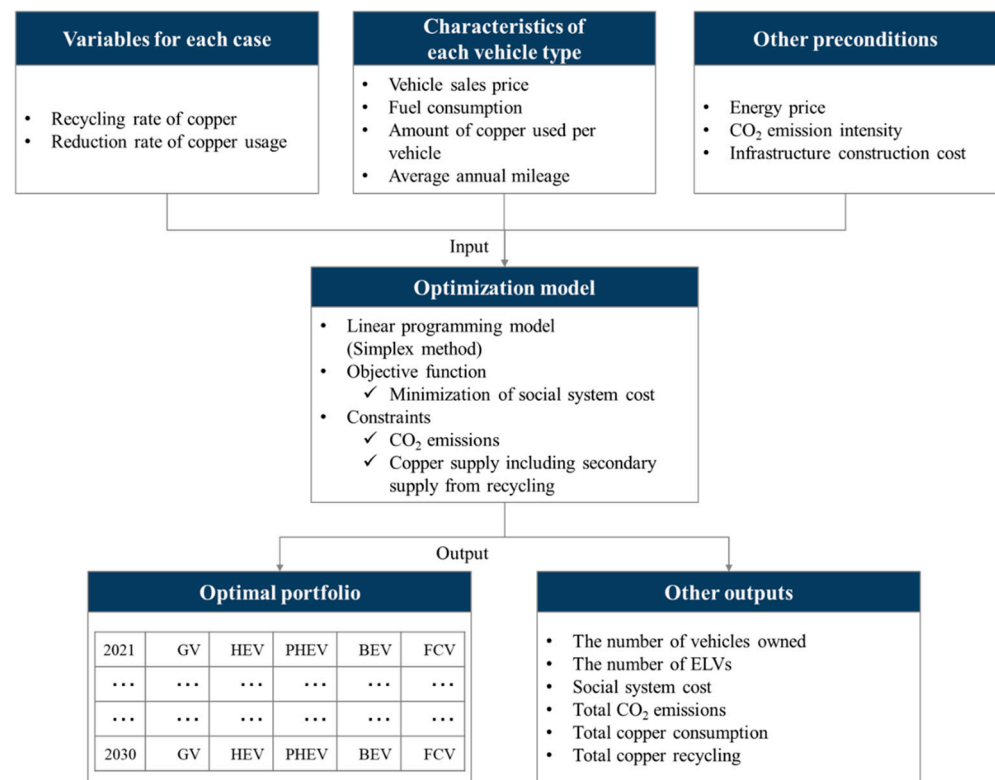 Variables for each case
• Recycling rate of copper
• Reduction rate of copper usage
Characteristics of
each vehicle type
• Vehicle sales price
• Fuel consumption
• Amount of copper used per
vehicle
• Average annual mileage
Other preconditions
• Energy price
• CO₂ emission intensity
• Infrastructure construction cost
Input
Optimization model
• Linear programming model
(Simplex method)
• Objective function
✓ Minimization of social system cost
• Constraints
✓ CO₂ emissions
✓ Copper supply including secondary
supply from recycling
Output
Optimal portfolio
2021 GV HEV PHEV BEV FCV
... ... ... ... ... ...
... ... ... ... ... ...
2030 GV HEV PHEV BEV FCV
Other outputs
• The number of vehicles owned
• The number of ELVs
• Social system cost
• Total CO₂ emissions
• Total copper consumption
• Total copper recycling